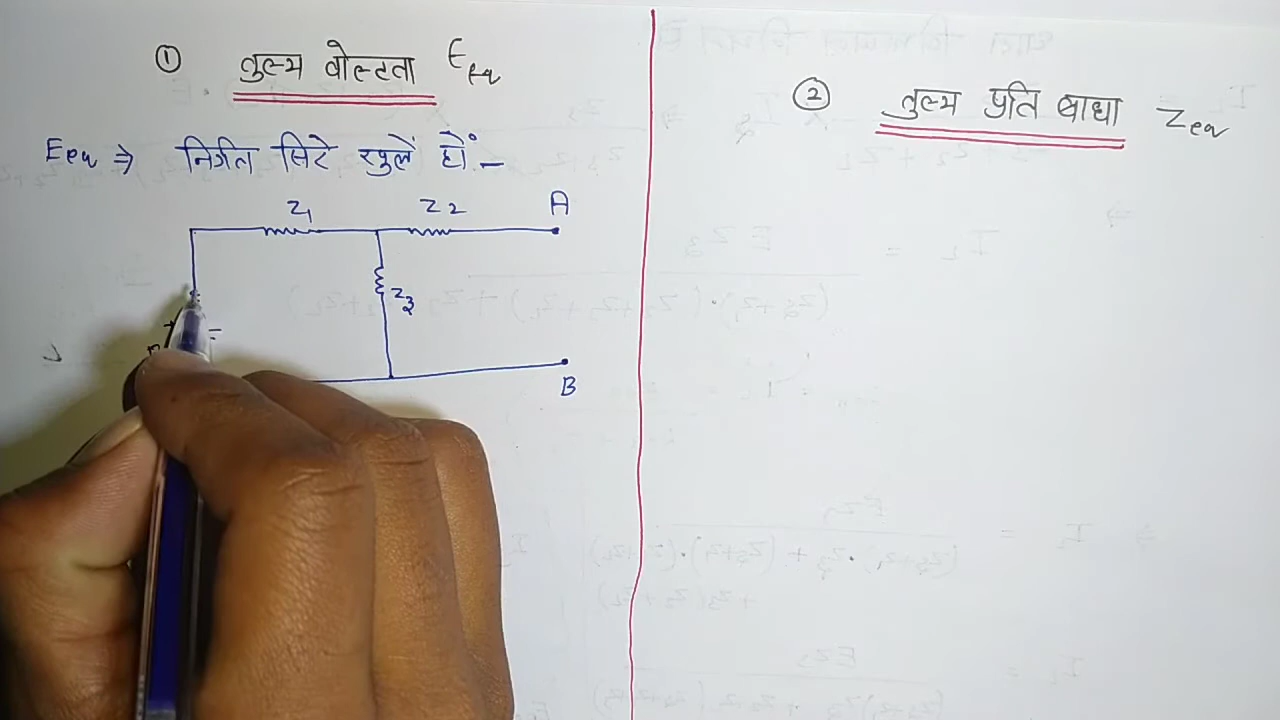 ① तुल्य वोल्टता Eeq
Eeq ⇒ निर्गत सिरे खुलें हों –
Z1 Z2 A
Z3
B
② तुल्य प्रतिबाधा Zeq